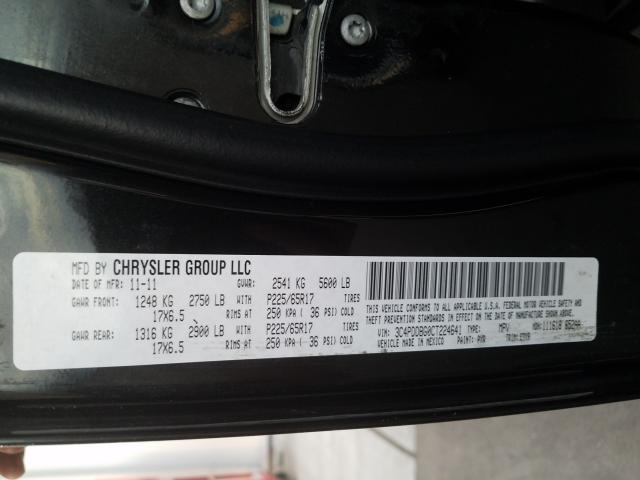 MFD BY CHRYSLER GROUP LLC
DATE OF MFR: 11-11 GVWR: 2541 KG 5600 LB
GAWR FRONT: 1248 KG 2750 LB WITH P225/65R17 TIRES
17X6.5 RIMS AT 250 KPA ( 36 PSI) COLD
GAWR REAR: 1316 KG 2900 LB WITH P225/65R17 TIRES
17X6.5 RIMS AT 250 KPA ( 36 PSI) COLD
THIS VEHICLE CONFORMS TO ALL APPLICABLE U.S.A. FEDERAL MOTOR VEHICLE SAFETY AND
THEFT PREVENTION STANDARDS IN EFFECT ON THE DATE OF MANUFACTURE SHOWN ABOVE.
VIN: 3C4PDDBG0CT224641 TYPE: MPV MDH: 111618
VEHICLE MADE IN MEXICO PAINT: TRIM: